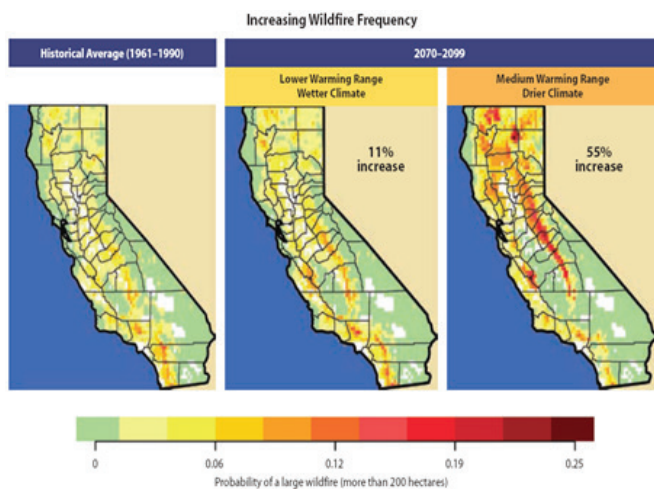 Increasing Wildfire Frequency
Historical Average (1961–1990)
2070–2099
Lower Warming Range
Wetter Climate
Medium Warming Range
Drier Climate
11%
increase
55%
increase
0
0.06
0.12
0.19
0.25
Probability of a large wildfire (more than 200 hectares)